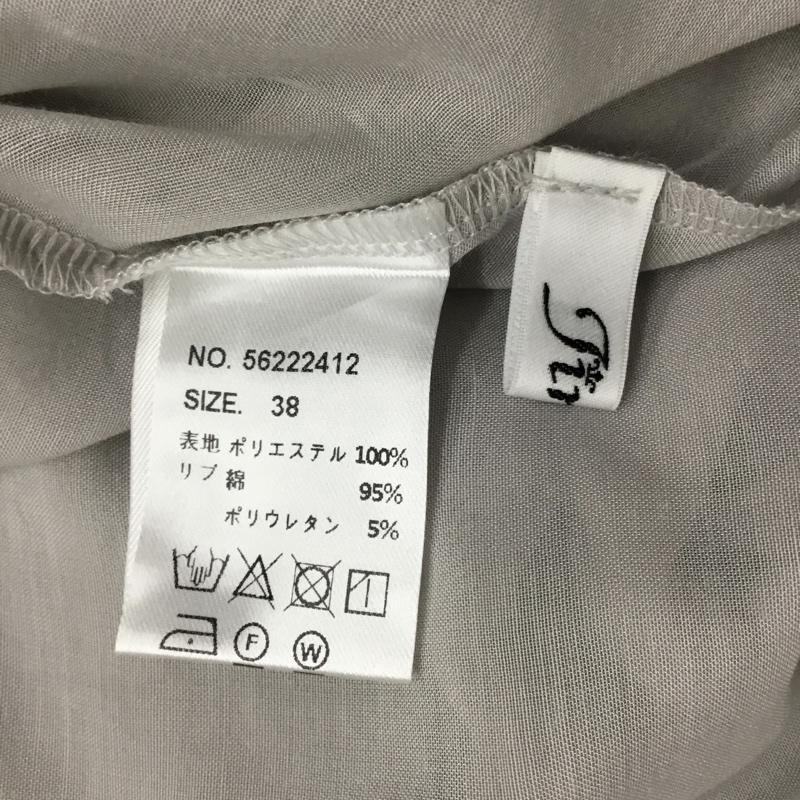 NO. 56222412
SIZE. 38
表地 ポリエステル 100%
リブ 綿 95%
ポリウレタン 5%
F W